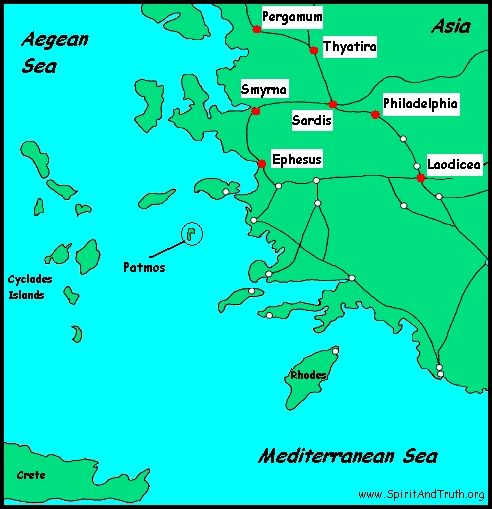 Pergamum
Asia
Aegean
Sea
Thyatira
Smyrna
Philadelphia
Sardis
Ephesus
Laodicea
Patmos
Cyclades
Islands
Rhodes
Mediterranean Sea
Crete
www.SpiritAndTruth.org